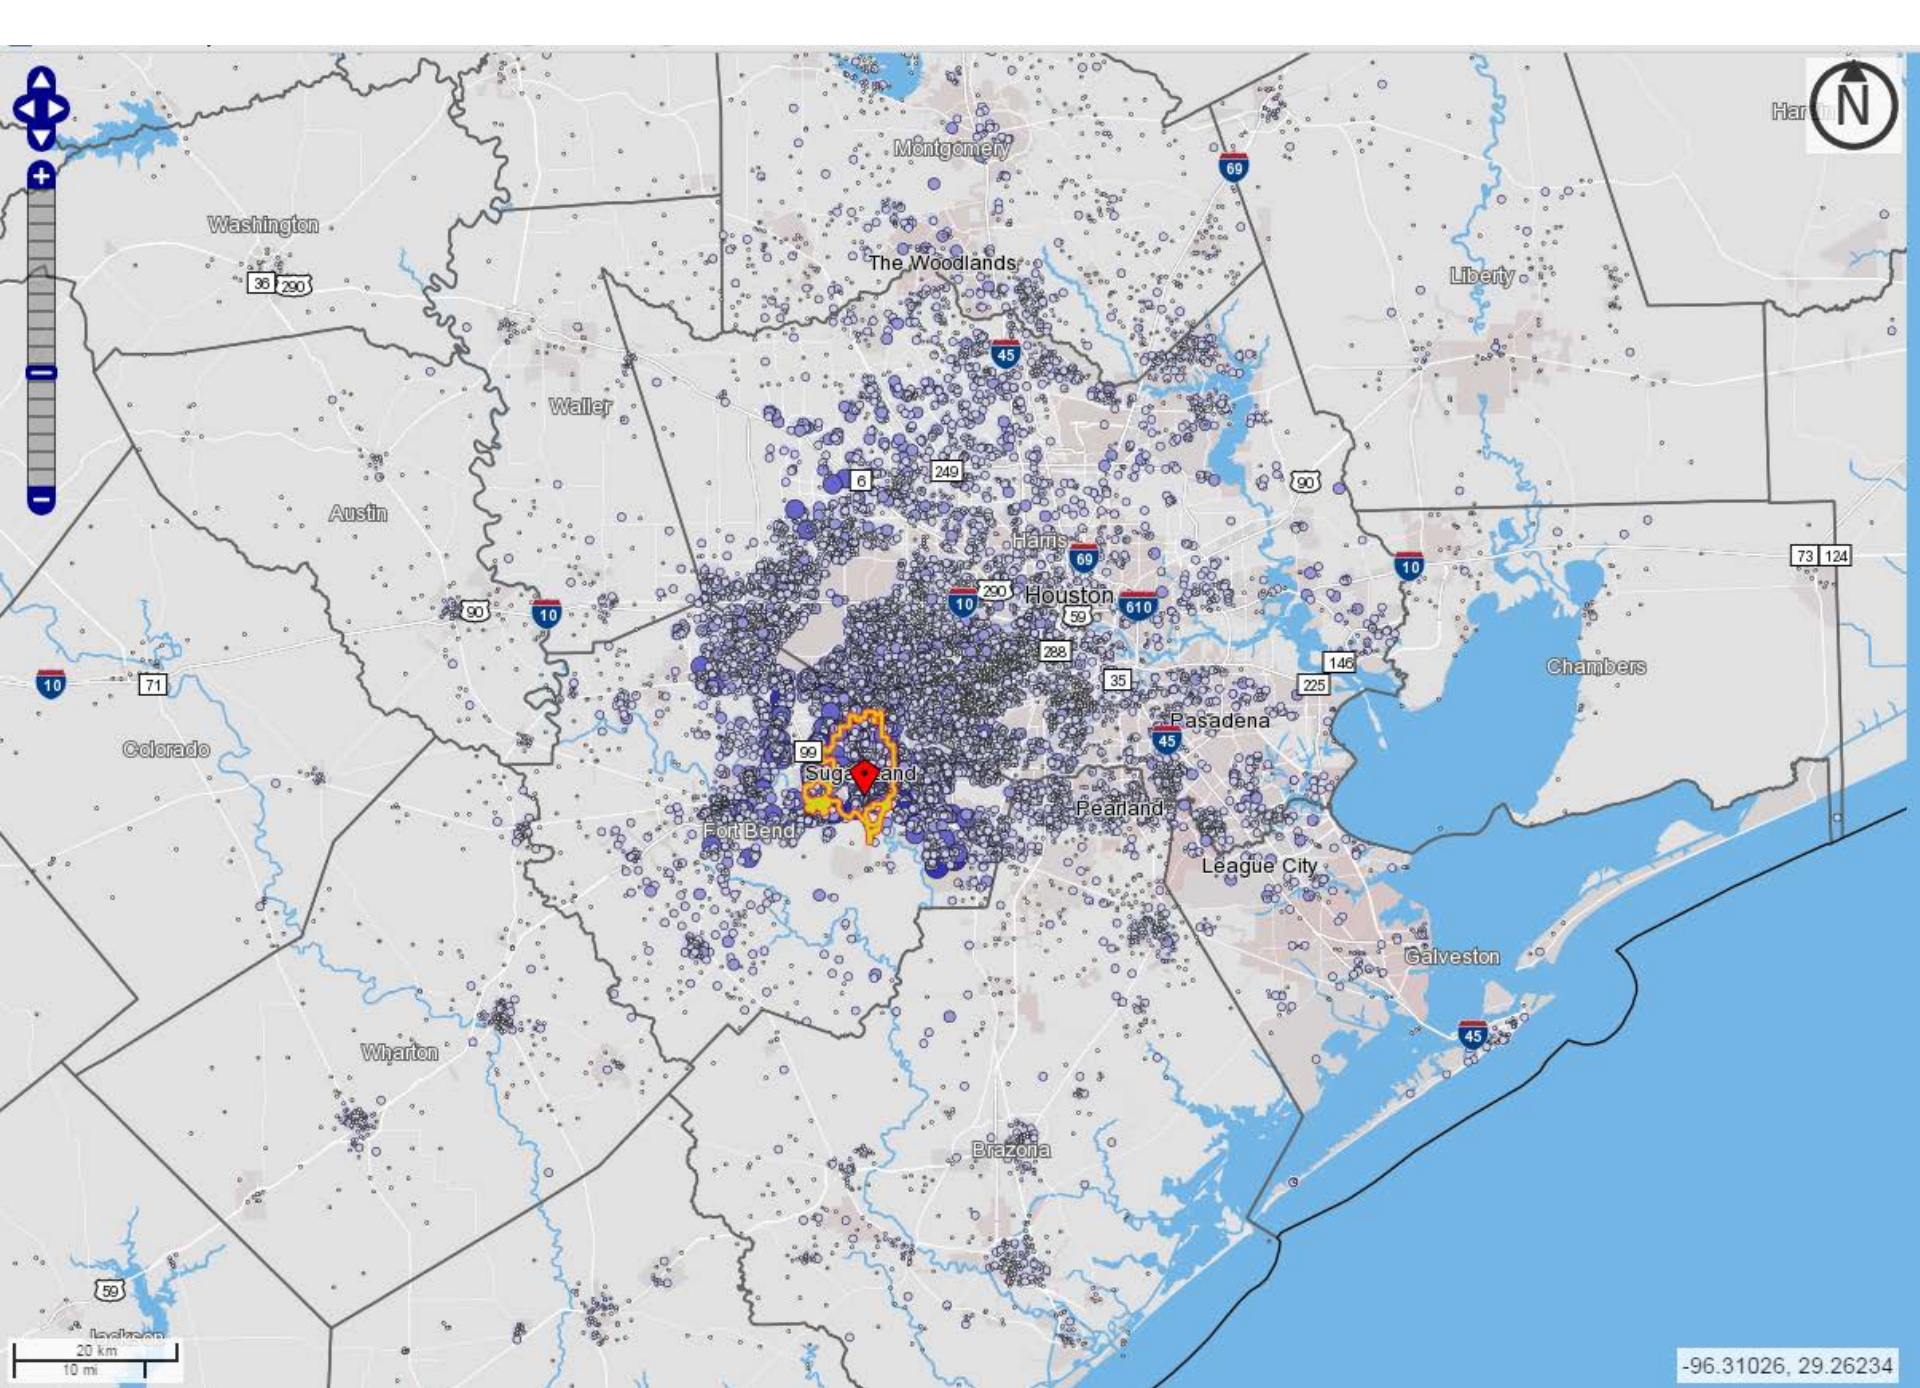 N
Hardin
Montgomery
69
Washington
The Woodlands
Liberty
36
290
45
Waller
6
249
90
Austin
Harris
69
73
124
10
290
Houston
10
610
90
10
59
288
146
Chambers
10
71
35
225
Pasadena
Colorado
99
45
Sugar Land
Pearland
Fort Bend
League City
Galveston
45
Wharton
Brazoria
59
Jackson
20 km
10 mi
-96.31026, 29.26234